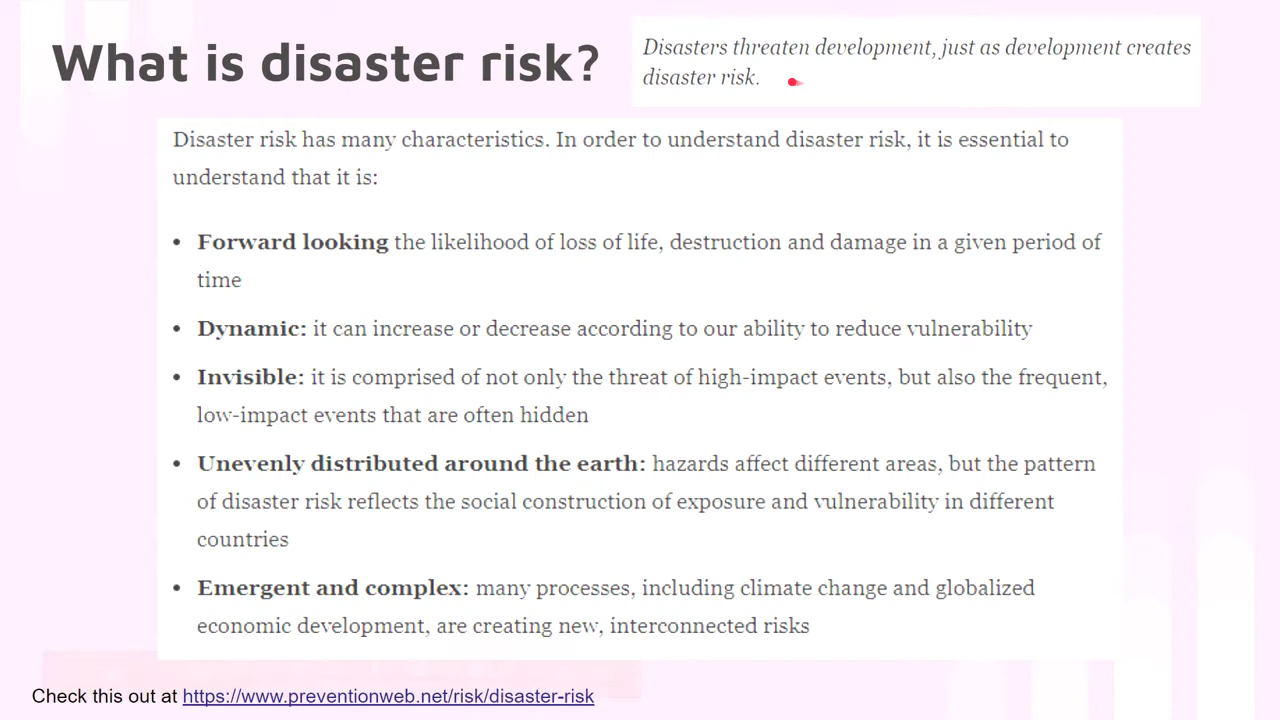 What is disaster risk?
Disasters threaten development, just as development creates
disaster risk.
Disaster risk has many characteristics. In order to understand disaster risk, it is essential to
understand that it is:
• Forward looking the likelihood of loss of life, destruction and damage in a given period of
time
• Dynamic: it can increase or decrease according to our ability to reduce vulnerability
• Invisible: it is comprised of not only the threat of high-impact events, but also the frequent,
low-impact events that are often hidden
• Unevenly distributed around the earth: hazards affect different areas, but the pattern
of disaster risk reflects the social construction of exposure and vulnerability in different
countries
• Emergent and complex: many processes, including climate change and globalized
economic development, are creating new, interconnected risks
Check this out at https://www.preventionweb.net/risk/disaster-risk